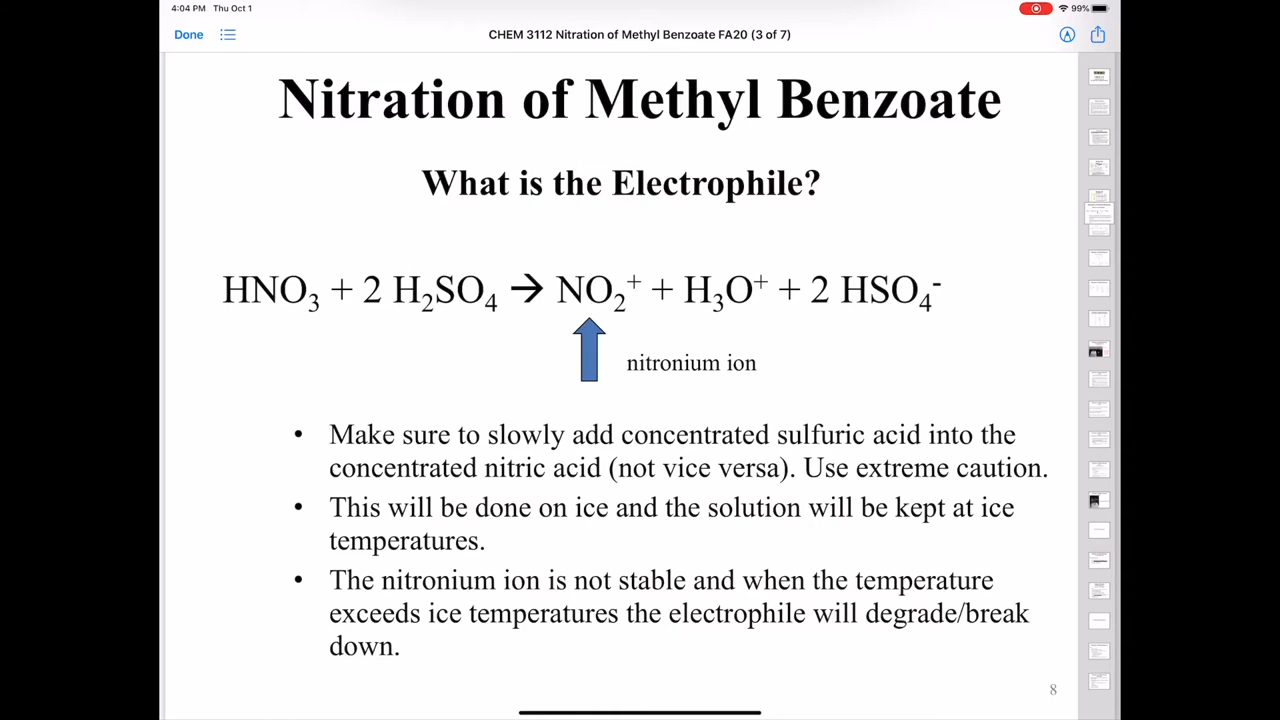 4:04 PM Thu Oct 1
99%
Done
CHEM 3112 Nitration of Methyl Benzoate FA20 (3 of 7)
Nitration of Methyl Benzoate
What is the Electrophile?
HNO₃ + 2 H₂SO₄ → NO₂⁺ + H₃O⁺ + 2 HSO₄⁻
nitronium ion
• Make sure to slowly add concentrated sulfuric acid into the
concentrated nitric acid (not vice versa). Use extreme caution.
• This will be done on ice and the solution will be kept at ice
temperatures.
• The nitronium ion is not stable and when the temperature
exceeds ice temperatures the electrophile will degrade/break
down.
8